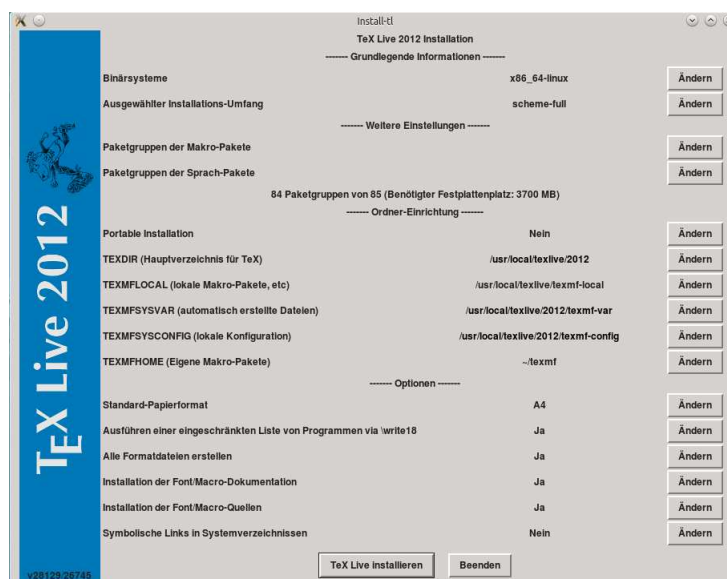 Install-tl
TeX Live 2012 Installation
------- Grundlegende Informationen -------
Binärsysteme x86_64-linux Ändern
Ausgewählter Installations-Umfang scheme-full Ändern
------- Weitere Einstellungen -------
Paketgruppen der Makro-Pakete Ändern
Paketgruppen der Sprach-Pakete Ändern
84 Paketgruppen von 85 (Benötigter Festplattenplatz: 3700 MB)
------- Ordner-Einrichtung -------
Portable Installation Nein Ändern
TEXDIR (Hauptverzeichnis für TeX) /usr/local/texlive/2012 Ändern
TEXMFLOCAL (lokale Makro-Pakete, etc) /usr/local/texlive/texmf-local Ändern
TEXMFSYSVAR (automatisch erstellte Dateien) /usr/local/texlive/2012/texmf-var Ändern
TEXMFSYSCONFIG (lokale Konfiguration) /usr/local/texlive/2012/texmf-config Ändern
TEXMFHOME (Eigene Makro-Pakete) ~/texmf Ändern
------- Optionen -------
Standard-Papierformat A4 Ändern
Ausführen einer eingeschränkten Liste von Programmen via \write18 Ja Ändern
Alle Formatdateien erstellen Ja Ändern
Installation der Font/Macro-Dokumentation Ja Ändern
Installation der Font/Macro-Quellen Ja Ändern
Symbolische Links in Systemverzeichnissen Nein Ändern
TeX Live installieren Beenden
TEX Live 2012
v28129/26745